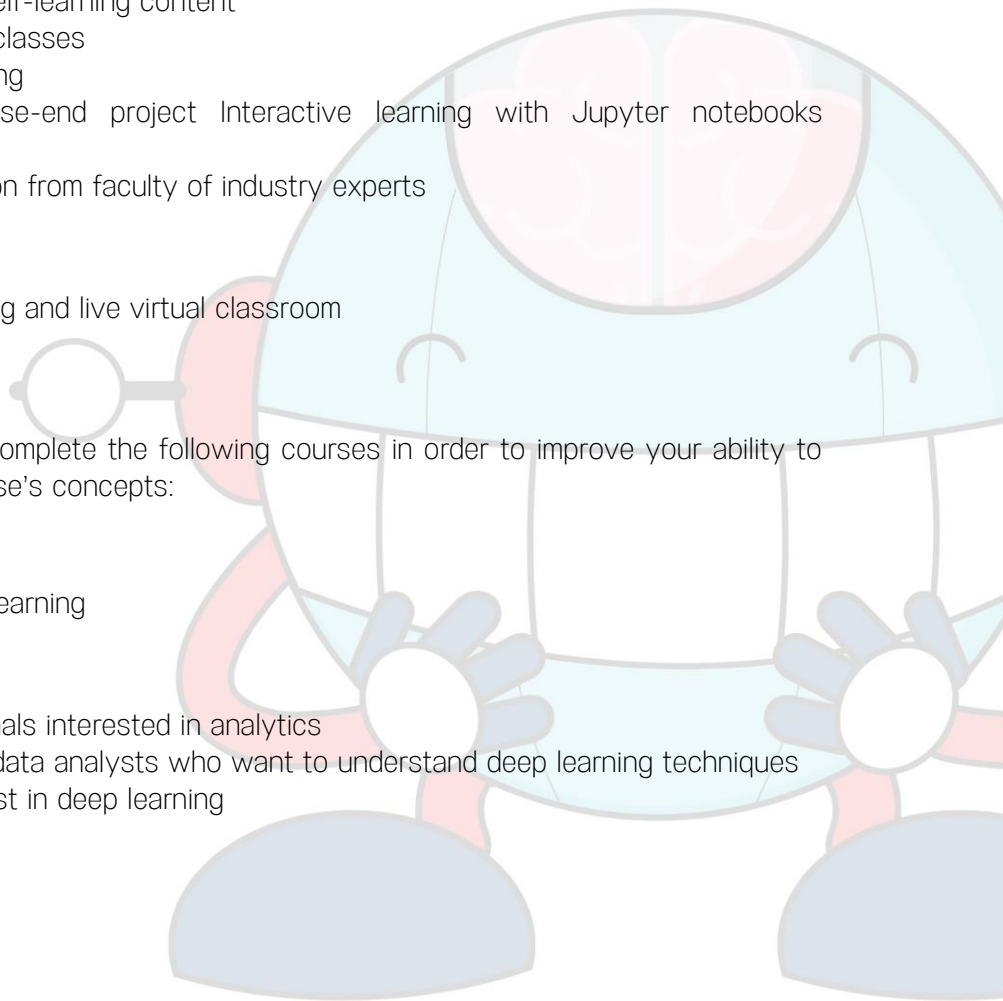 elf-learning content
classes
ng
se-end project Interactive learning with Jupyter notebooks
on from faculty of industry experts
g and live virtual classroom
omplete the following courses in order to improve your ability to
se's concepts:
earning
als interested in analytics
data analysts who want to understand deep learning techniques
st in deep learning